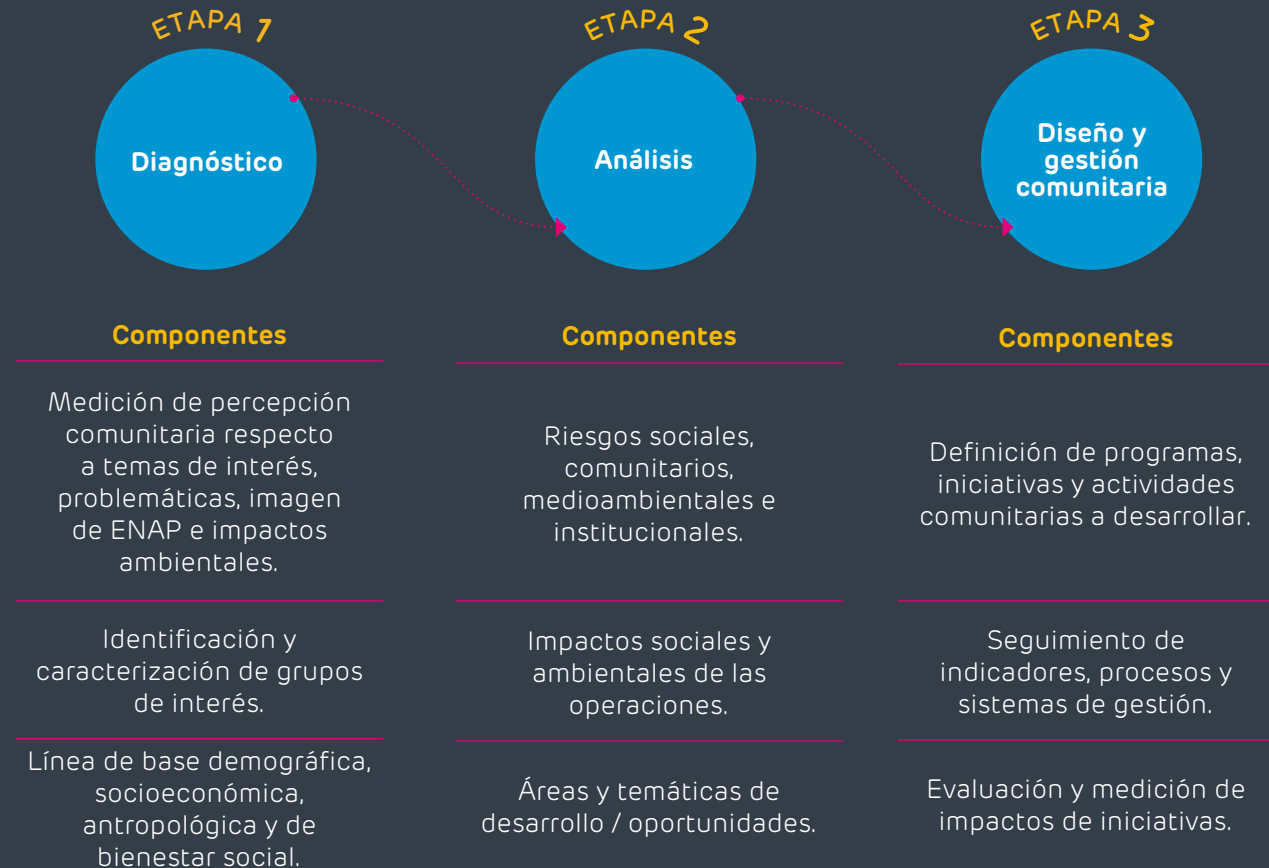 ETAPA 1
Diagnóstico
Componentes
Medición de percepción
comunitaria respecto
a temas de interés,
problemáticas, imagen
de ENAP e impactos
ambientales.
Identificación y
caracterización de grupos
de interés.
Línea de base demográfica,
socioeconómica,
antropológica y de
bienestar social.
ETAPA 2
Análisis
Componentes
Riesgos sociales,
comunitarios,
medioambientales e
institucionales.
Impactos sociales y
ambientales de las
operaciones.
Áreas y temáticas de
desarrollo / oportunidades.
ETAPA 3
Diseño y
gestión
comunitaria
Componentes
Definición de programas,
iniciativas y actividades
comunitarias a desarrollar.
Seguimiento de
indicadores, procesos y
sistemas de gestión.
Evaluación y medición de
impactos de iniciativas.